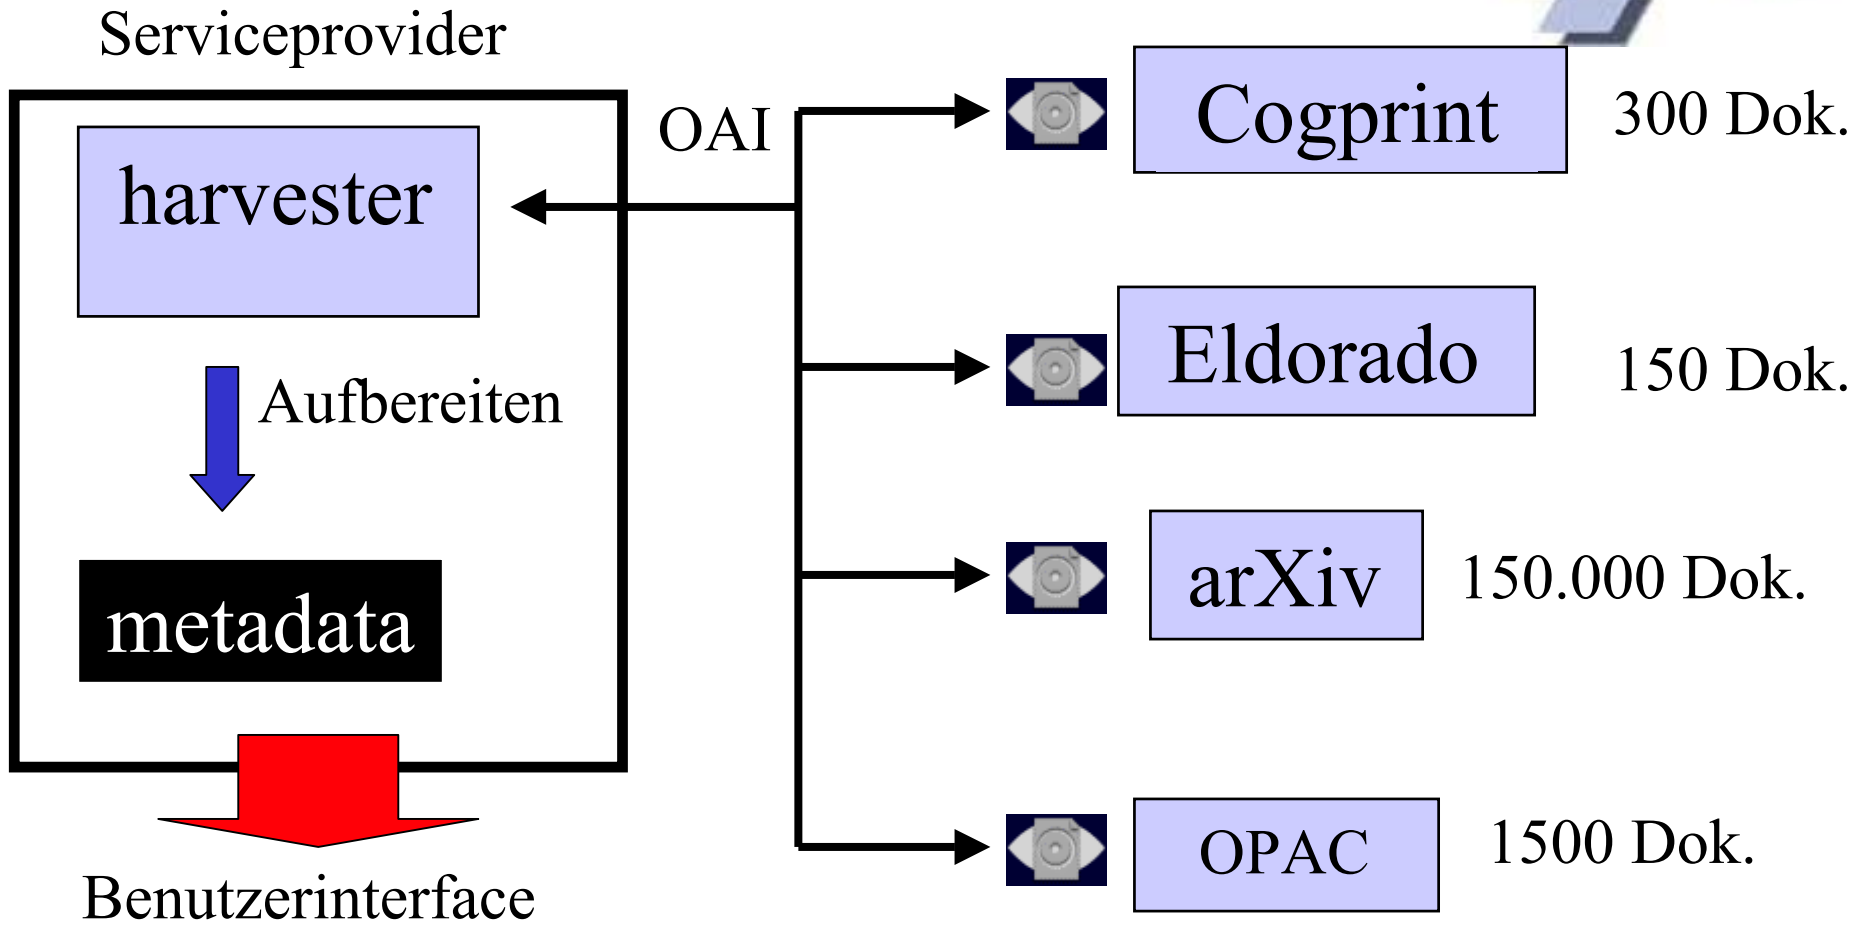 Serviceprovider
harvester
Aufbereiten
metadata
Benutzerinterface
OAI
Cogprint
300 Dok.
Eldorado
150 Dok.
arXiv
150.000 Dok.
OPAC
1500 Dok.